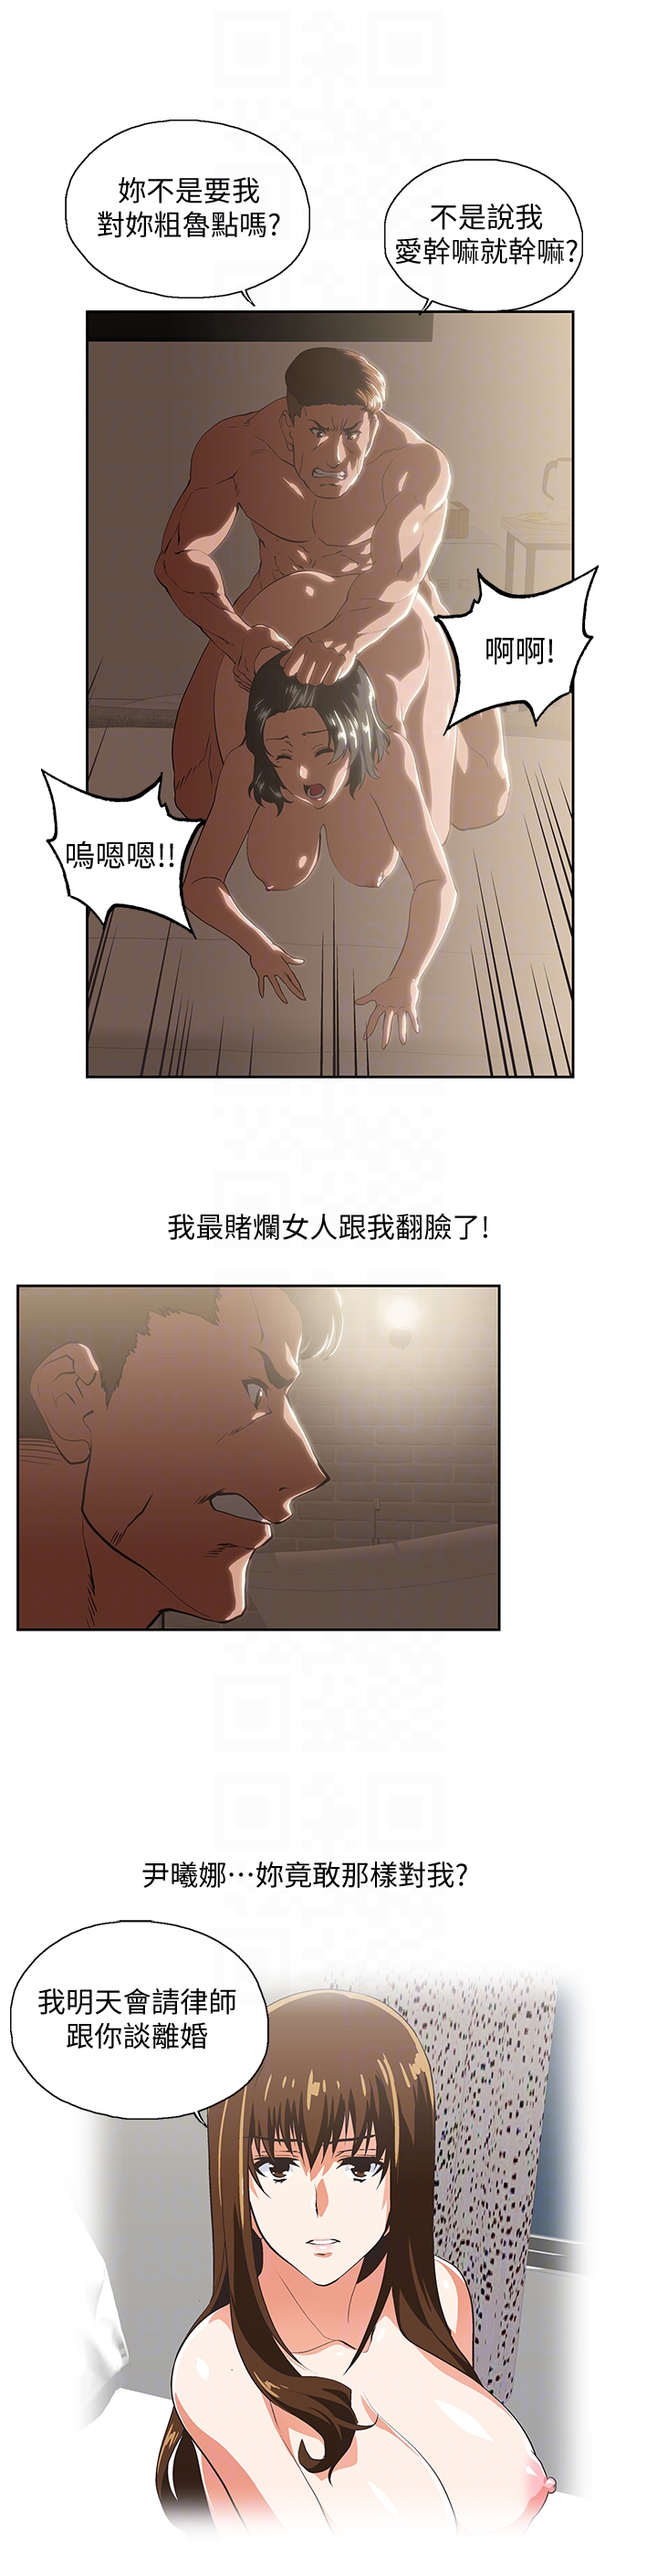 妳不是要我
對妳粗魯點嗎?
不是說我
愛幹嘛就幹嘛?
啊啊!
嗚嗯嗯!!
我最賭爛女人跟我翻臉了!
尹曦娜⋯妳竟敢那樣對我?
我明天會請律師
跟你談離婚